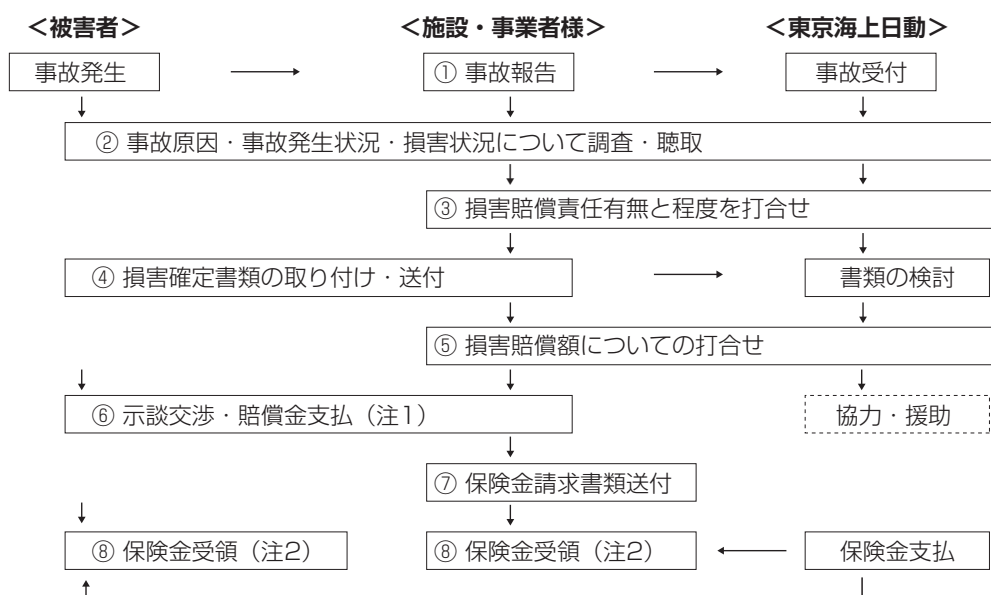 <被害者>
<施設・事業者様>
<東京海上日動>
事故発生
① 事故報告
事故受付
② 事故原因・事故発生状況・損害状況について調査・聴取
③ 損害賠償責任有無と程度を打合せ
④ 損害確定書類の取り付け・送付
書類の検討
⑤ 損害賠償額についての打合せ
⑥ 示談交渉・賠償金支払（注1）
協力・援助
⑦ 保険金請求書類送付
⑧ 保険金受領（注2）
⑧ 保険金受領（注2）
保険金支払